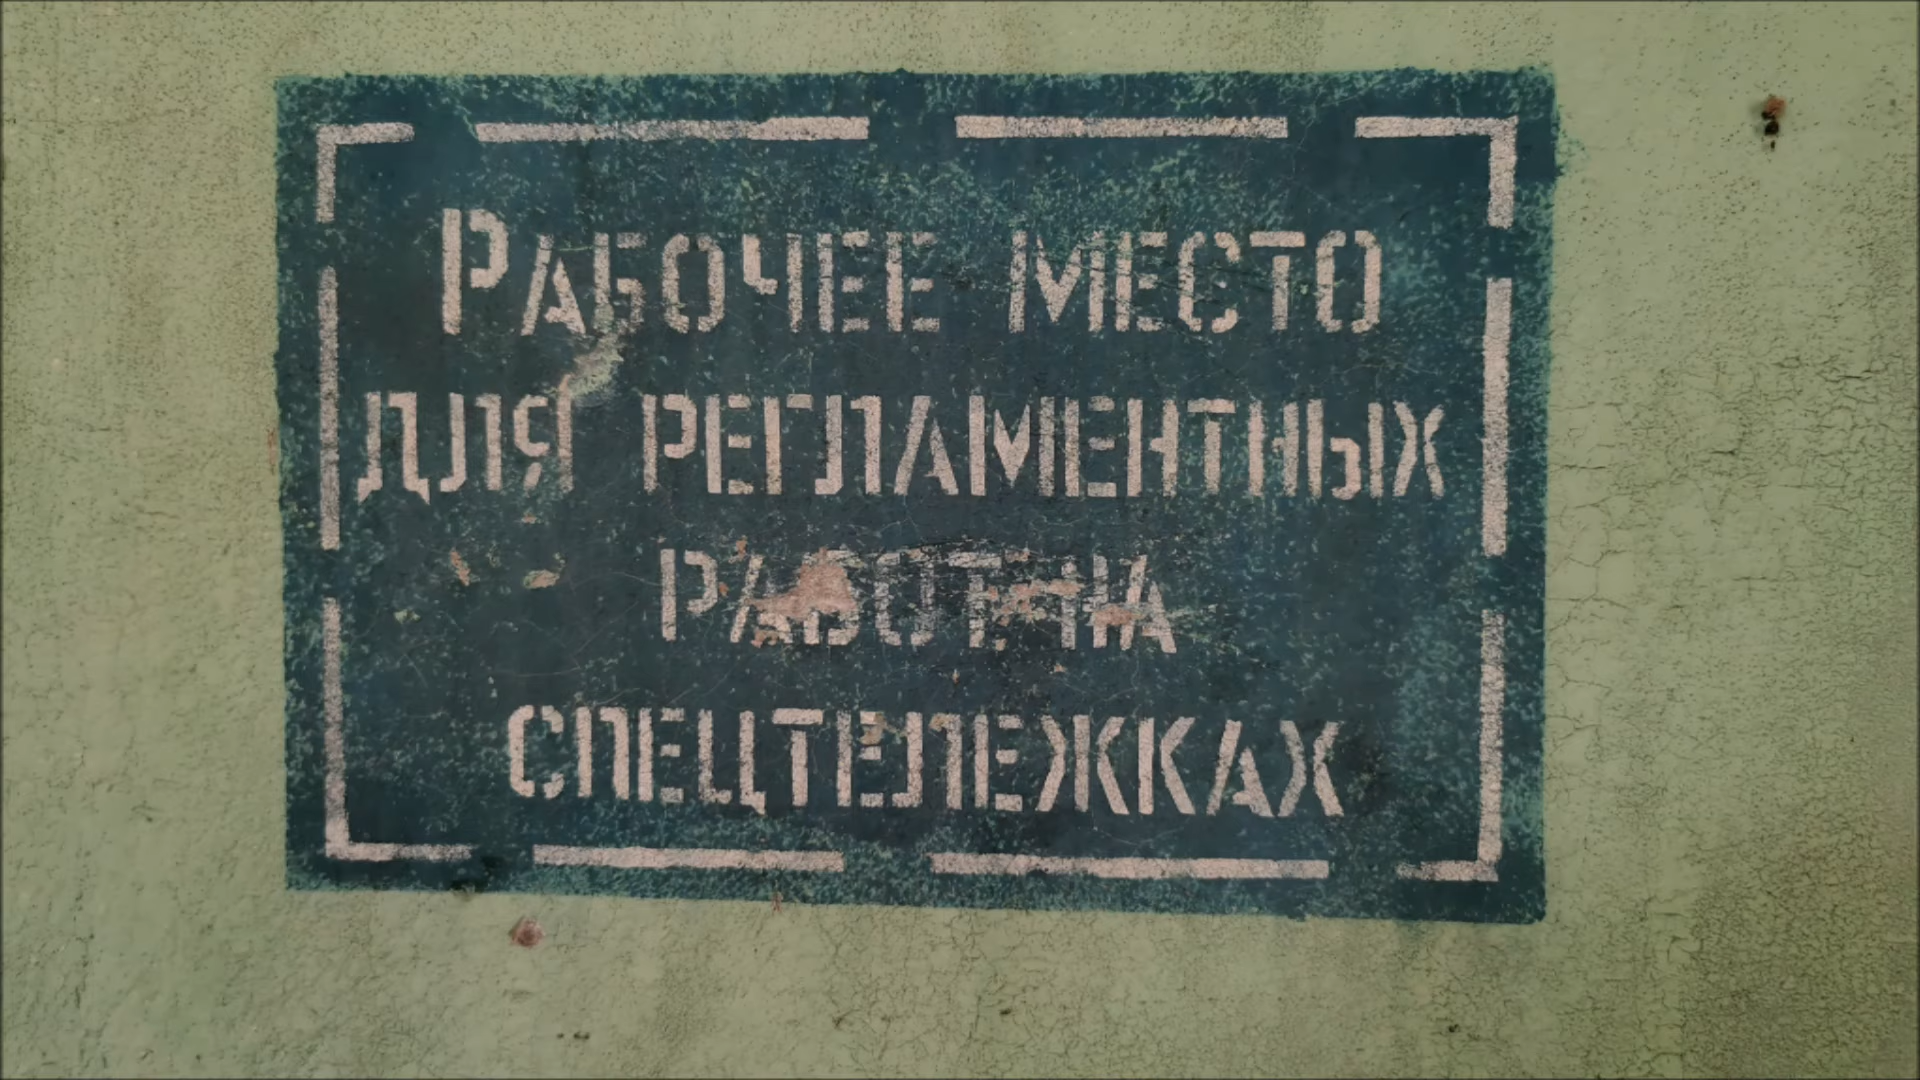 Рабочее место
для регламентных
работ на
спецтележках